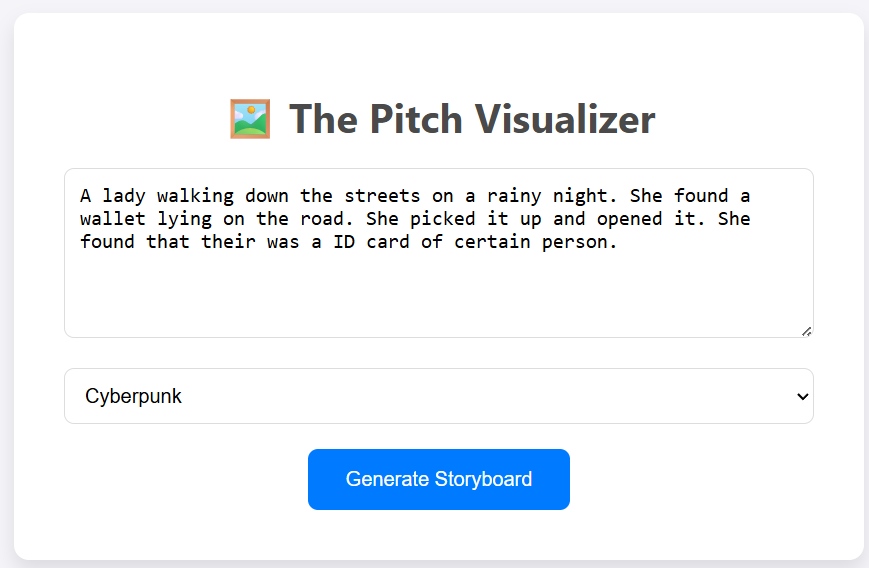 The Pitch Visualizer
A lady walking down the streets on a rainy night. She found a
wallet lying on the road. She picked it up and opened it. She
found that their was a ID card of certain person.
Cyberpunk
Generate Storyboard